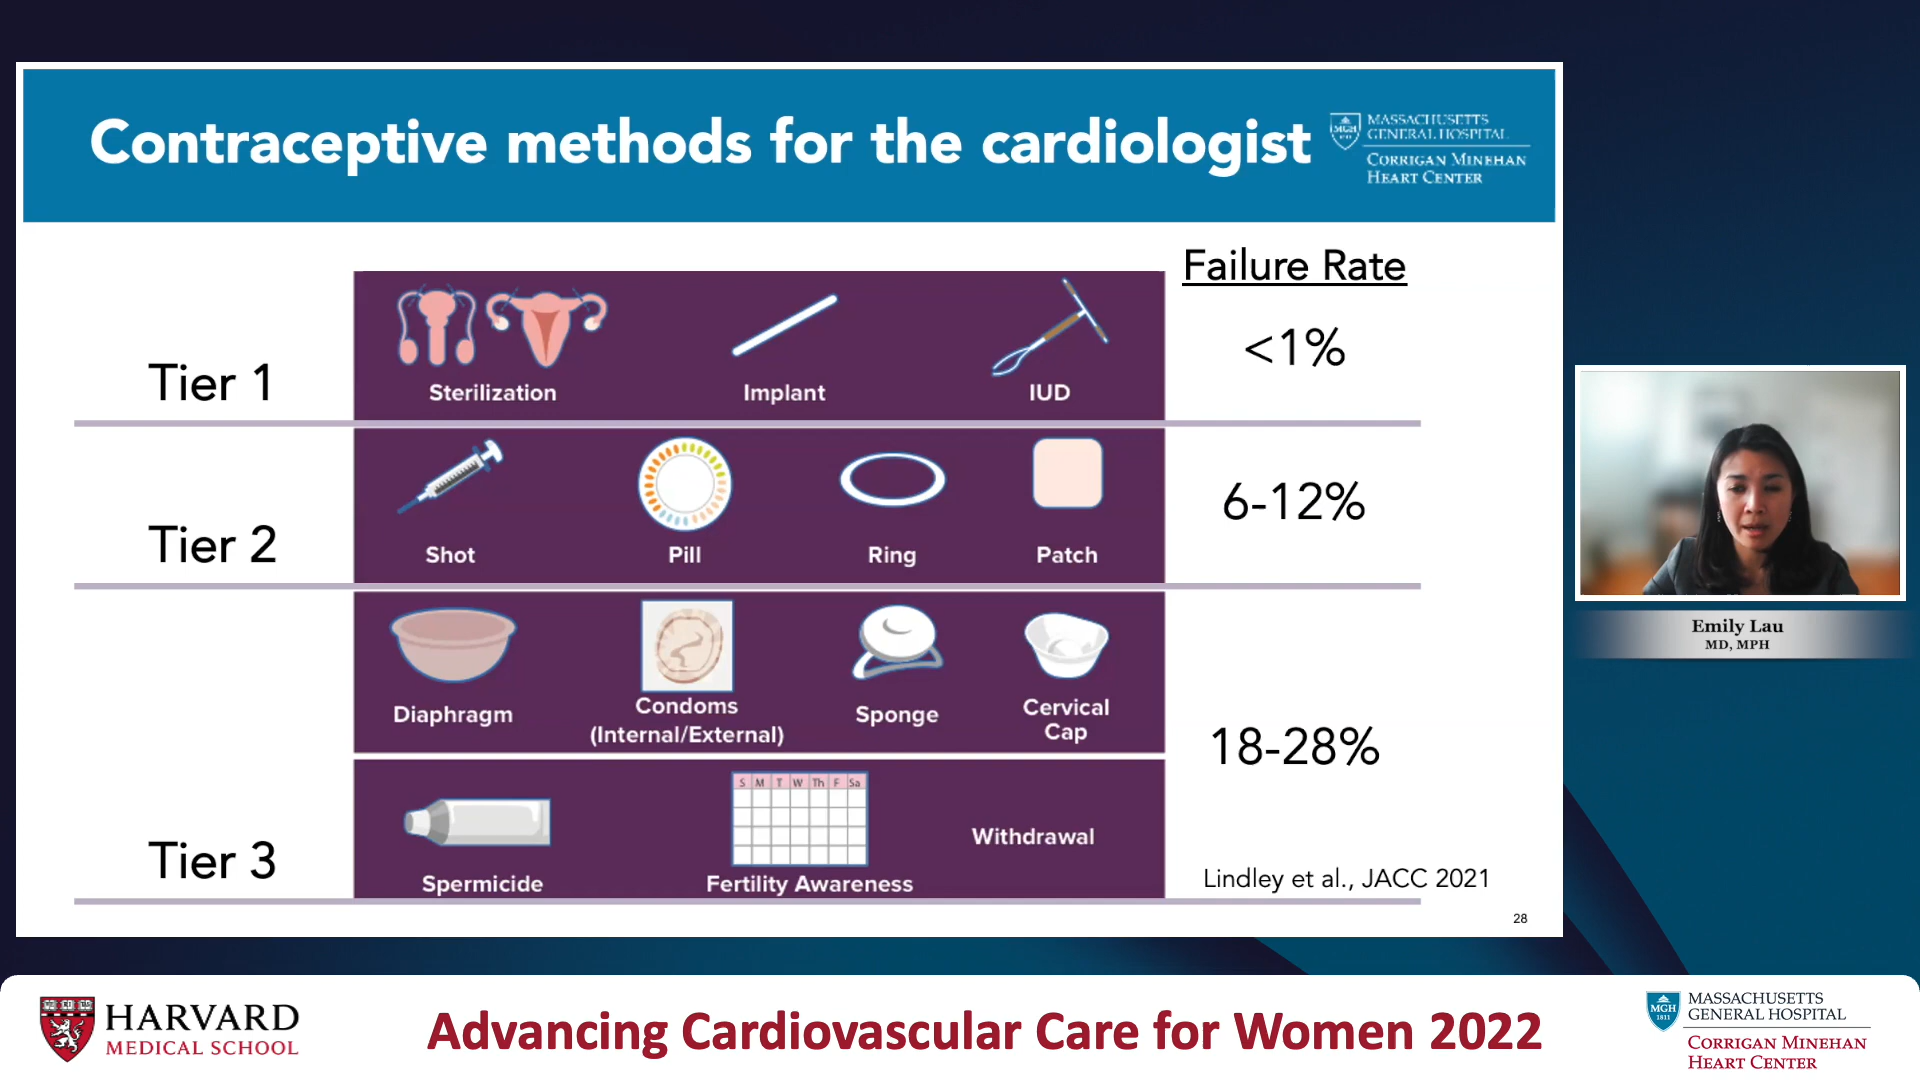 Contraceptive methods for the cardiologist
MGH
MASSACHUSETTS
GENERAL HOSPITAL
CORRIGAN MINEHAN
HEART CENTER
Failure Rate
Tier 1
Sterilization
Implant
IUD
<1%
Tier 2
Shot
Pill
Ring
Patch
6-12%
Diaphragm
Condoms
(Internal/External)
Sponge
Cervical
Cap
18-28%
Tier 3
Spermicide
S M T W Th F Sa
Fertility Awareness
Withdrawal
Lindley et al., JACC 2021
28
Emily Lau
MD, MPH
HARVARD
MEDICAL SCHOOL
Advancing Cardiovascular Care for Women 2022
MGH
1811
MASSACHUSETTS
GENERAL HOSPITAL
CORRIGAN MINEHAN
HEART CENTER